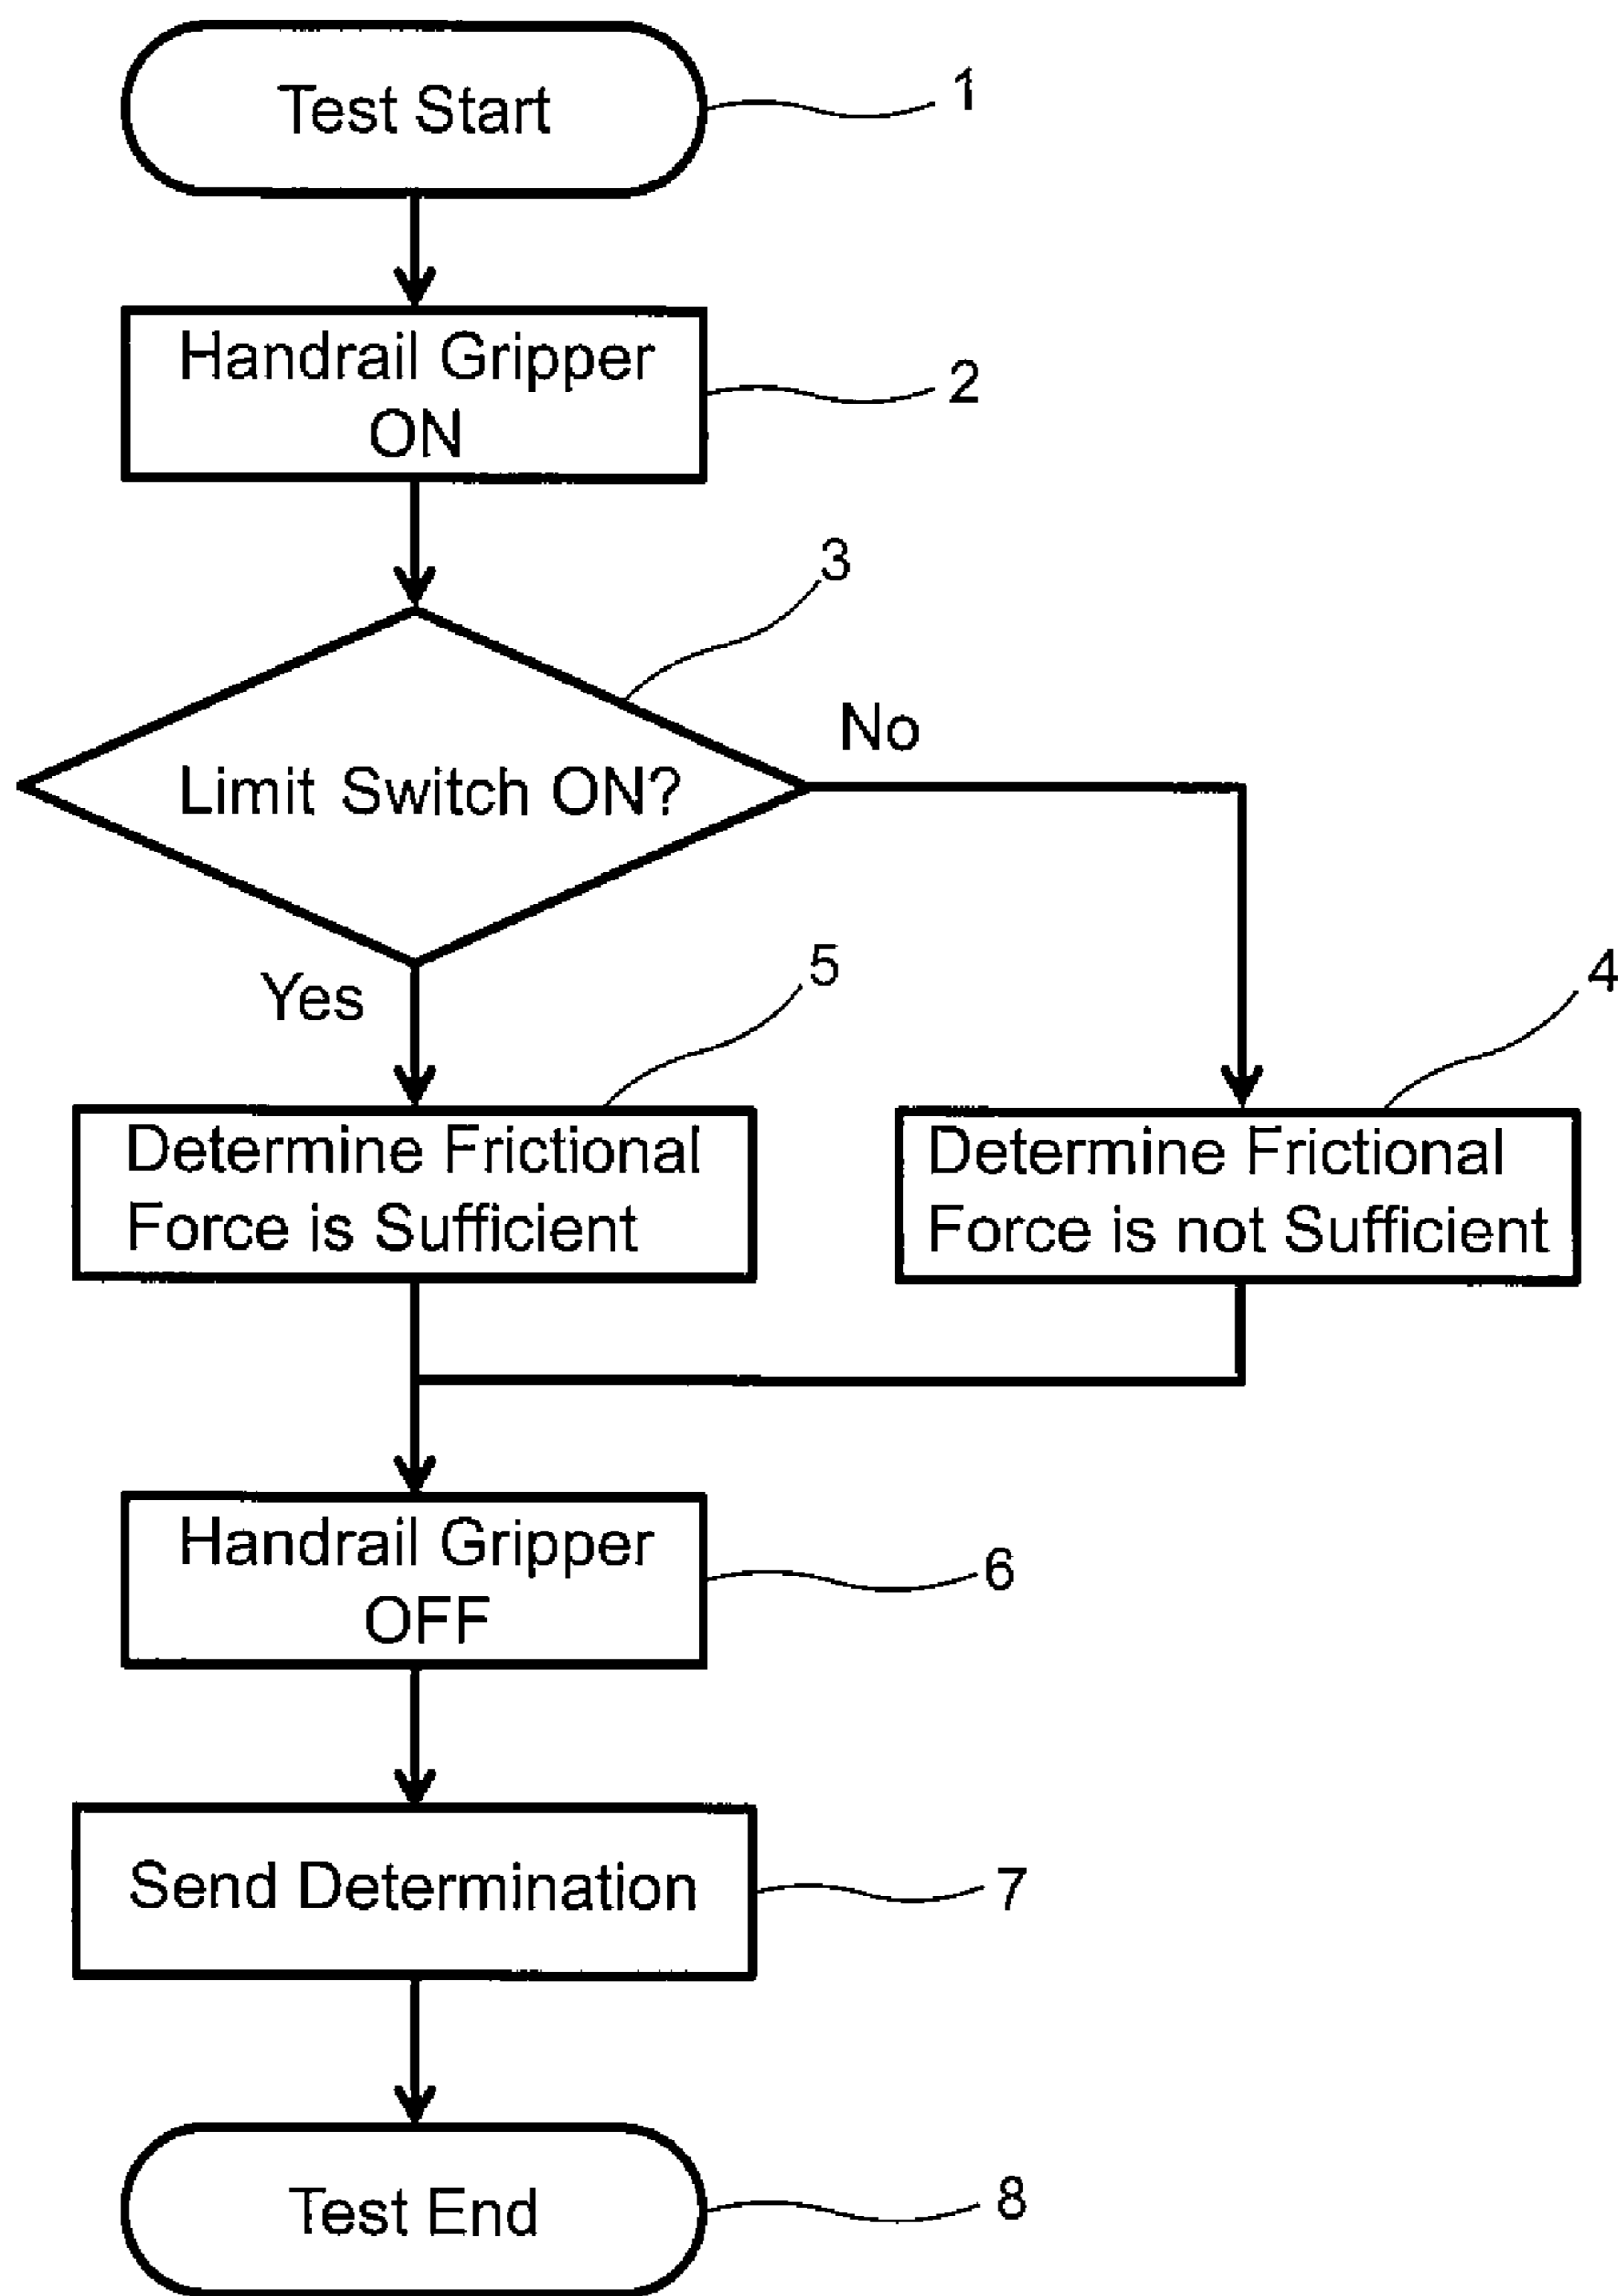 Test Start
1
Handrail Gripper
ON
2
3
Limit Switch ON?
No
Yes
5
4
Determine Frictional
Force is Sufficient
Determine Frictional
Force is not Sufficient
Handrail Gripper
OFF
6
Send Determination
7
Test End
8